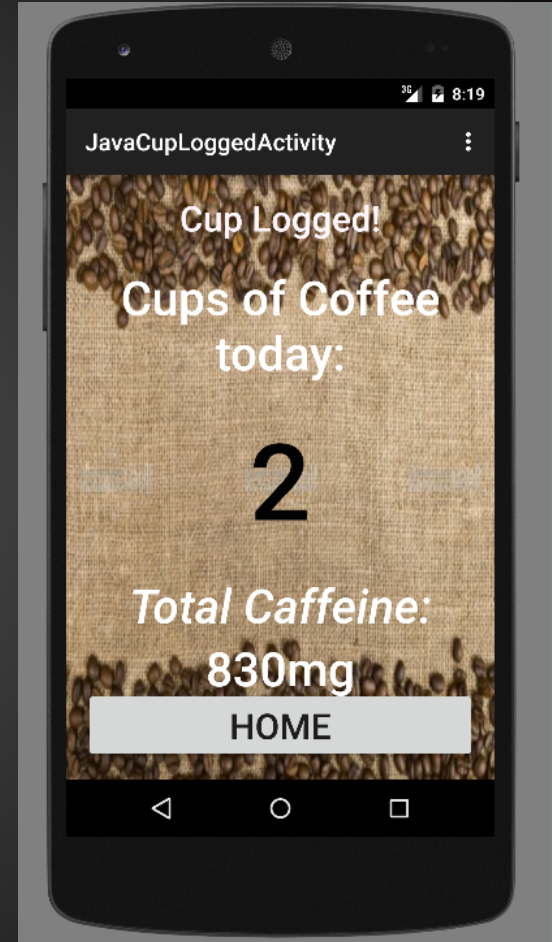 3G 8:19
JavaCupLoggedActivity
Cup Logged!
Cups of Coffee
today:
2
Total Caffeine:
830mg
HOME